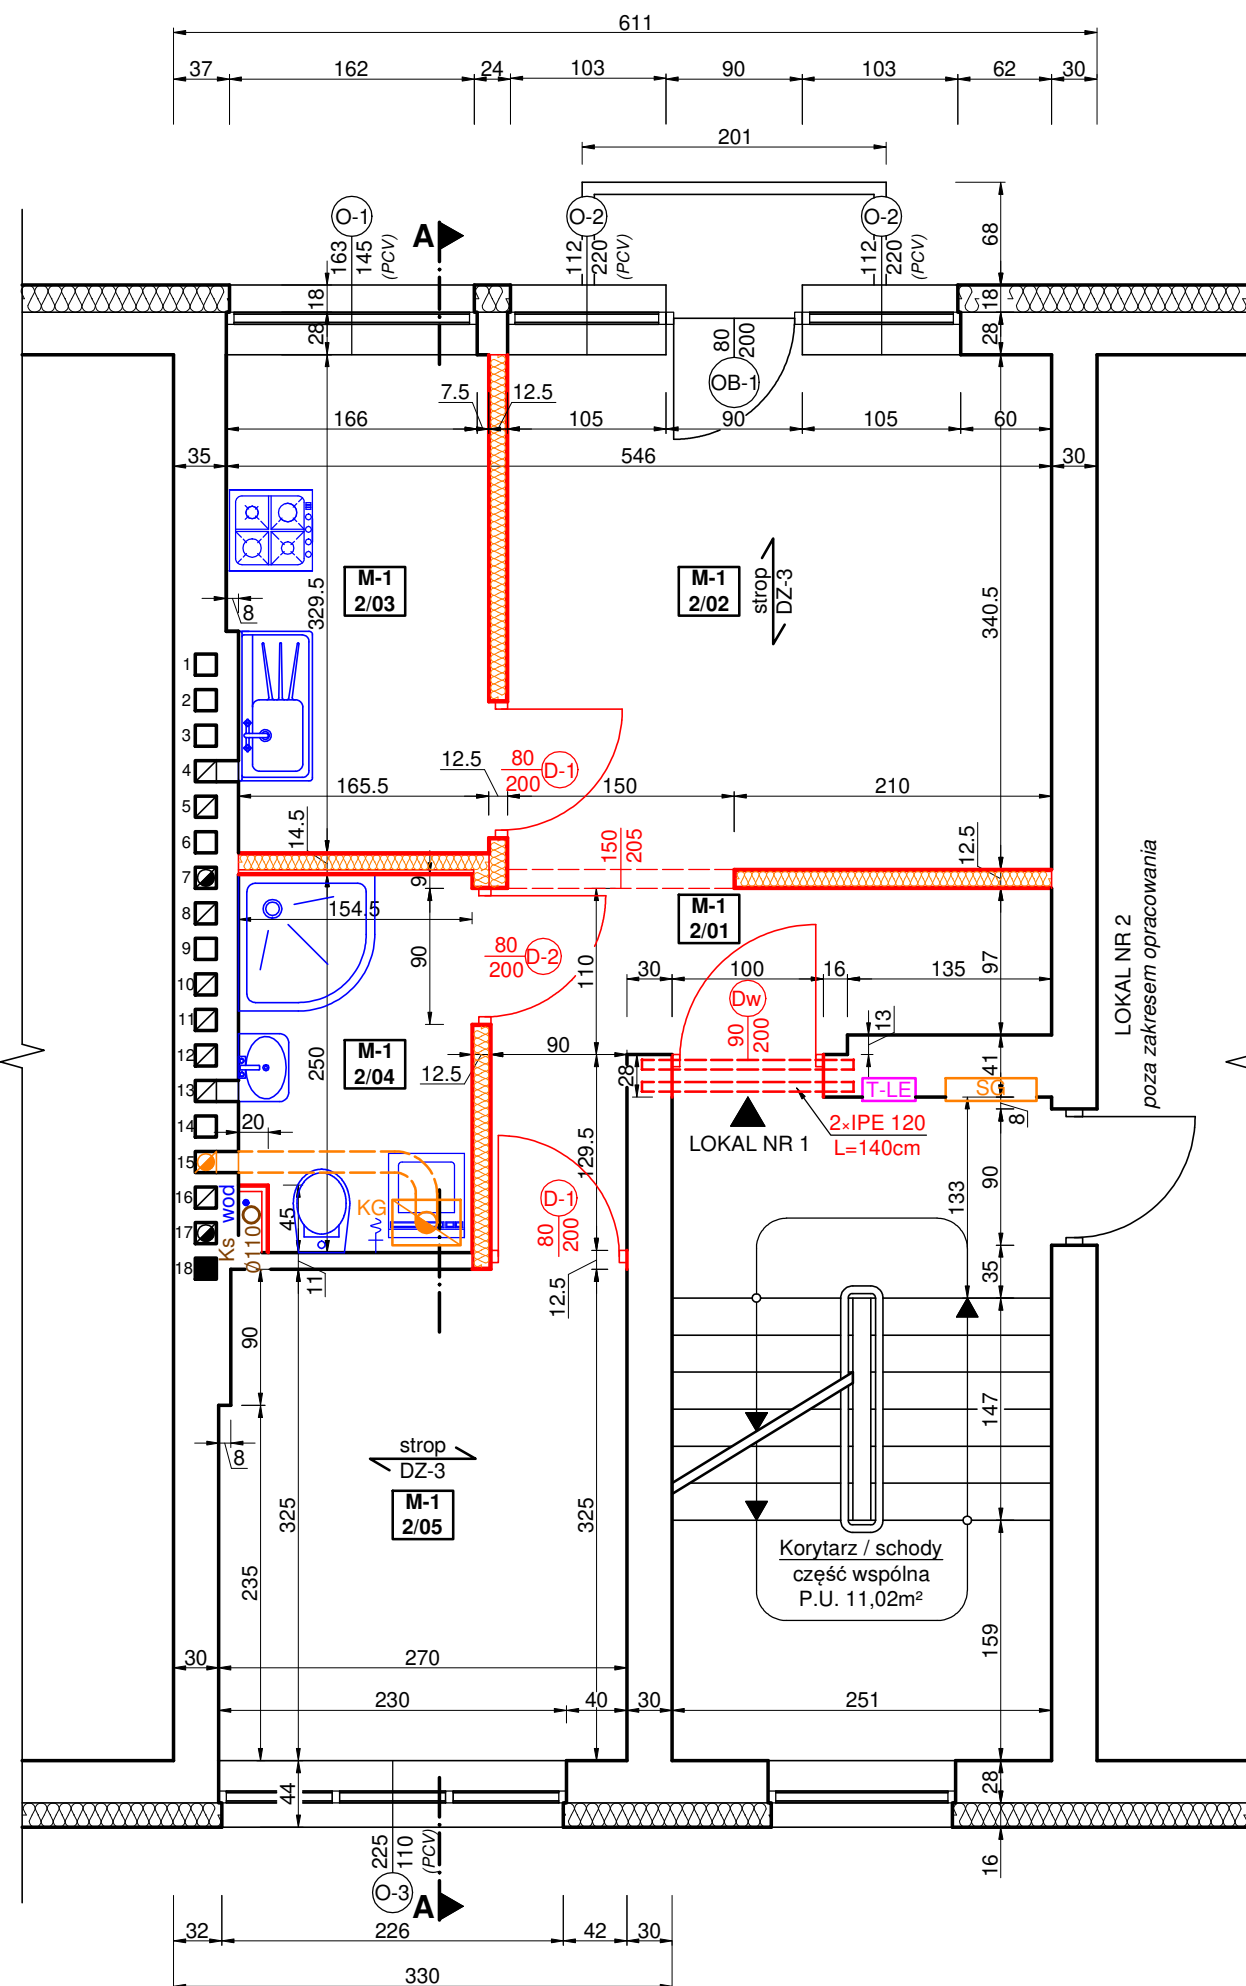 611
37 162 24 103 90 103 62 30
201
O-1 O-2 O-2
A
163
145
(PCV)
112
220
(PCV)
112
220
(PCV)
68
18 18
28 28
80
200
OB-1
7.5 12.5
166 105 90 105 60
35 546 30
M-1
2/03
M-1
2/02
strop
DZ-3
329.5
340.5
8
1
2
3
4
5
6
7
8
9
10
11
12
13
14
15
16
17
18
12.5
80
200
D-1
165.5 150 210
14.5
150
205
12.5
9
154.5
M-1
2/01
90
80
200
D-2
110
30 100 16 135
97
Dw
90
200
13
LOKAL NR 2
poza zakresem opracowania
M-1
2/04
250
12.5
90
28
41
T-LE SG
8
2×IPE 120
L=140cm
LOKAL NR 1
20
129.5
133
90
wod
Ks
Ø110
45
KG
D-1
80
200
11
12.5
35
90
147
8
strop
DZ-3
M-1
2/05
325
325
235
Korytarz / schody
część wspólna
P.U. 11,02m²
159
30 270
230 40 30 251
44
28
225
110
(PCV)
16
O-3
A
32 226 42 30
330